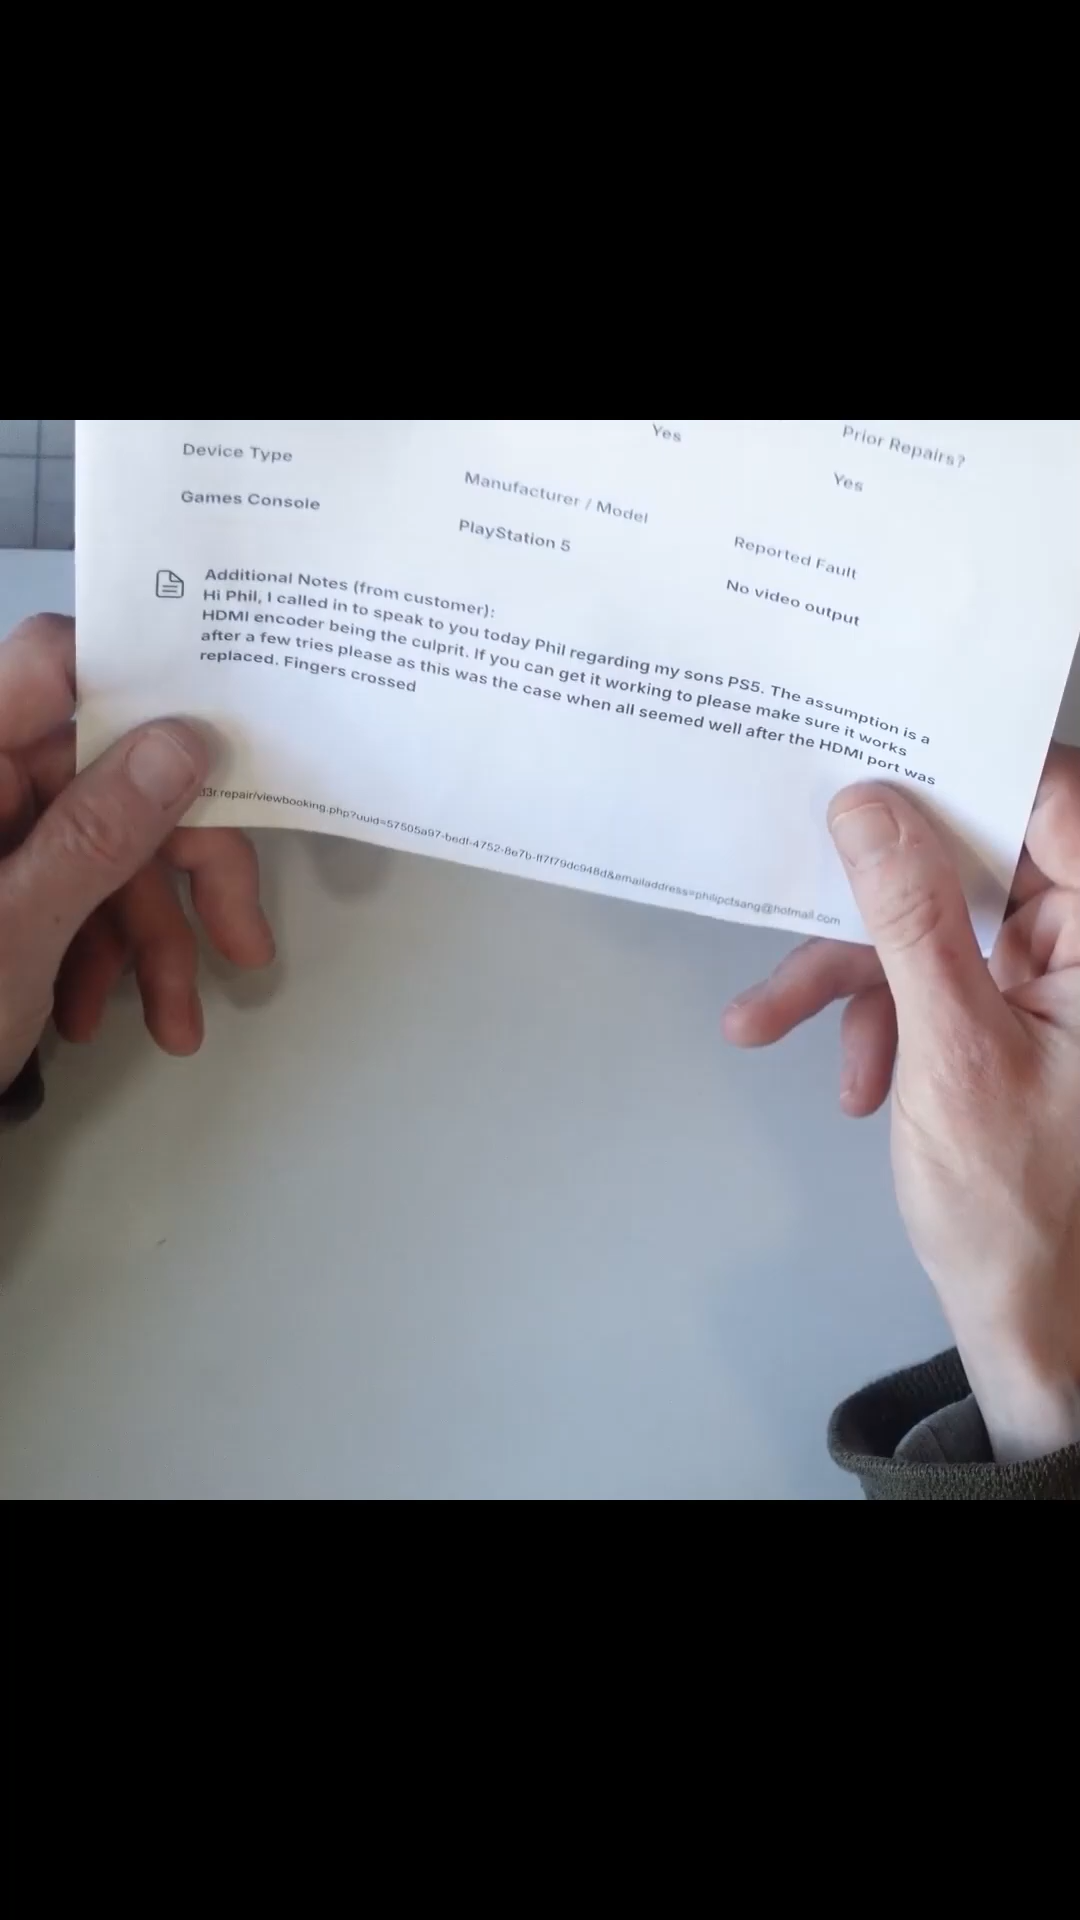 Yes
Prior Repairs?
Yes
Device Type
Manufacturer / Model
Reported Fault
Games Console
PlayStation 5
No video output
Additional Notes (from customer):
Hi Phil, I called in to speak to you today Phil regarding my sons PS5. The assumption is a
HDMI encoder being the culprit. If you can get it working to please make sure it works
after a few tries please as this was the case when all seemed well after the HDMI port was
replaced. Fingers crossed
d3r.repair/viewbooking.php?uuid=57505a97-bedf-4752-8e7b-ff7f79dc948d&emailaddress=philipctsang@hotmail.com